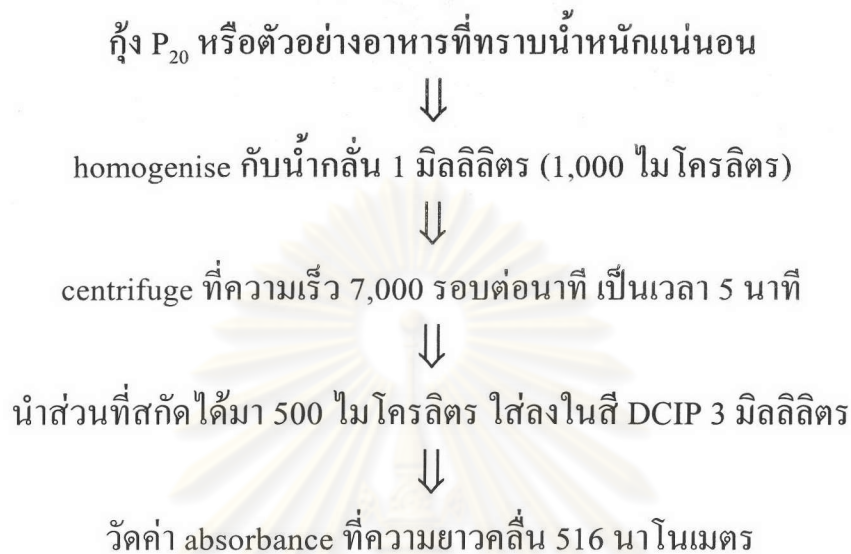 กุ้ง P20 หรือตัวอย่างอาหารที่ทราบน้ำหนักแน่นอน
⇓
homogenise กับน้ำกลั่น 1 มิลลิลิตร (1,000 ไมโครลิตร)
⇓
centrifuge ที่ความเร็ว 7,000 รอบต่อนาที เป็นเวลา 5 นาที
⇓
นำส่วนที่สกัดได้มา 500 ไมโครลิตร ใส่ลงในสี DCIP 3 มิลลิลิตร
⇓
วัดค่า absorbance ที่ความยาวคลื่น 516 นาโนเมตร